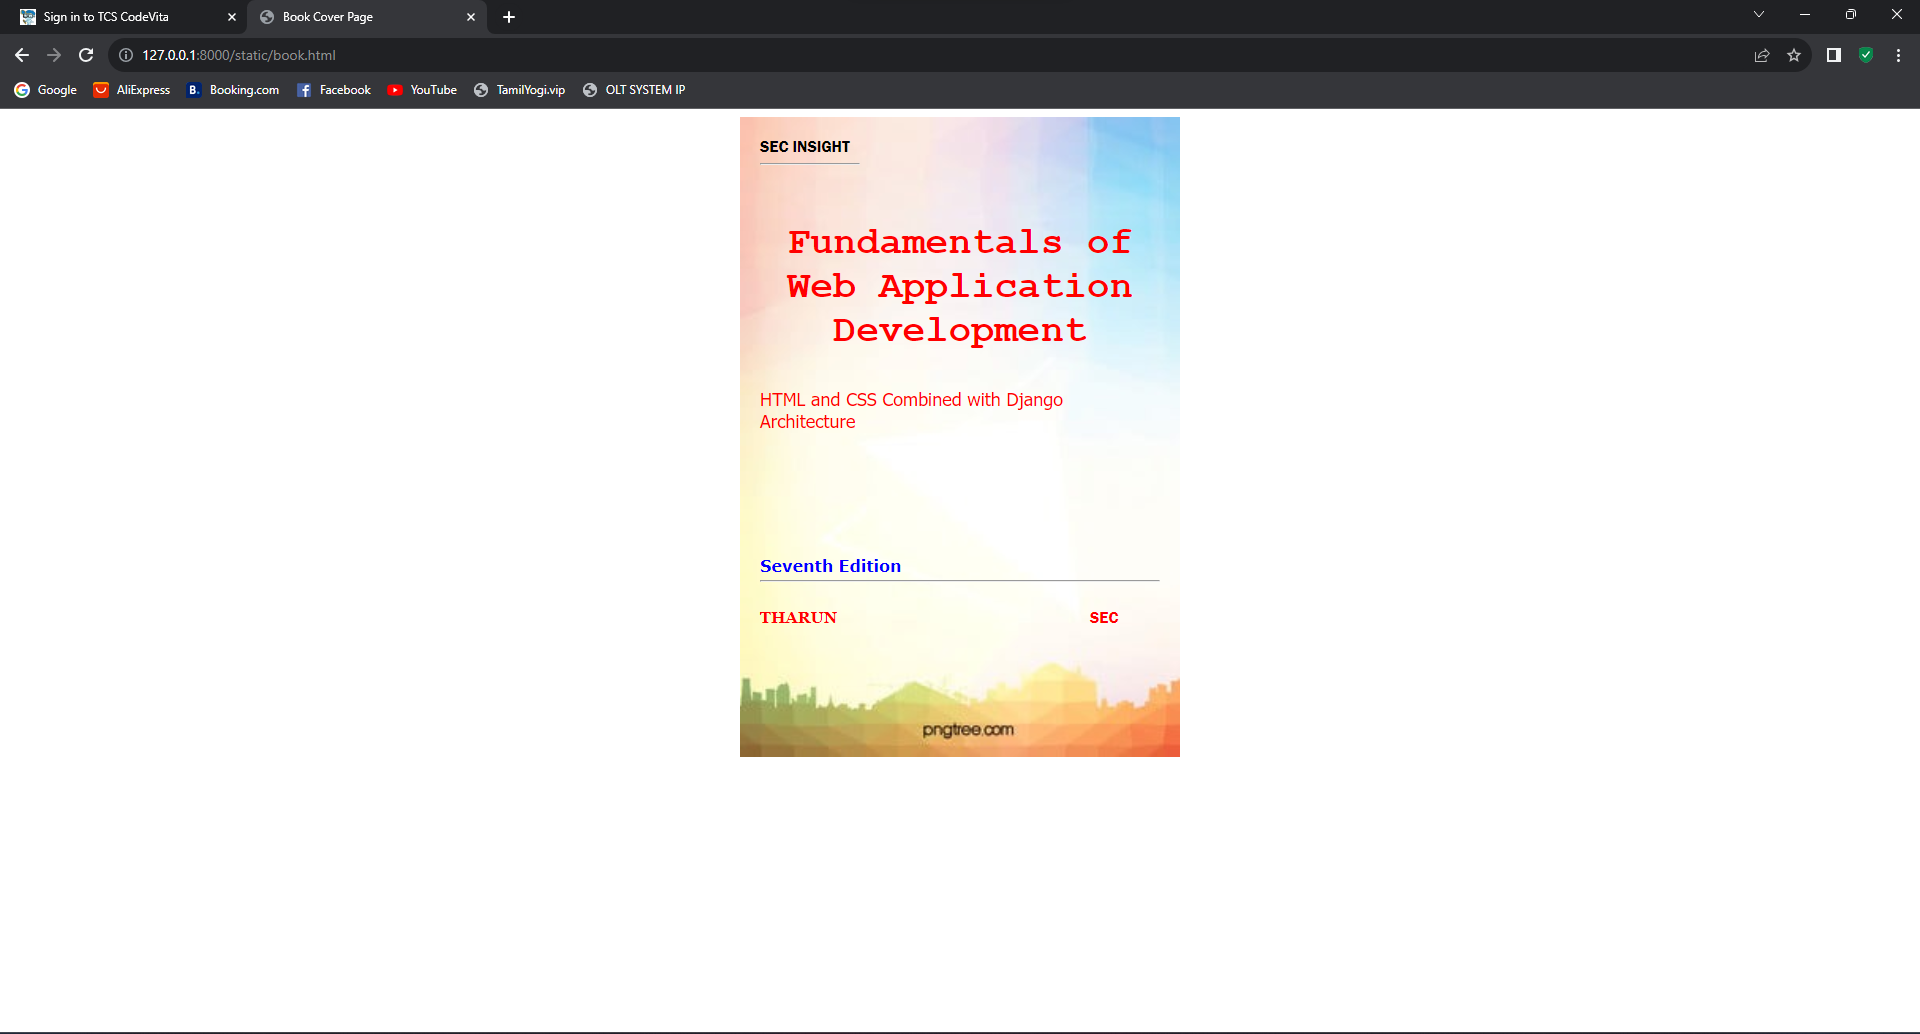 Sign in to TCS CodeVita
Book Cover Page
127.0.0.1:8000/static/book.html
Google
AliExpress
B. Booking.com
Facebook
YouTube
TamilYogi.vip
OLT SYSTEM IP
SEC INSIGHT
Fundamentals of
Web Application
Development
HTML and CSS Combined with Django
Architecture
Seventh Edition
THARUN
SEC
pngtree.com